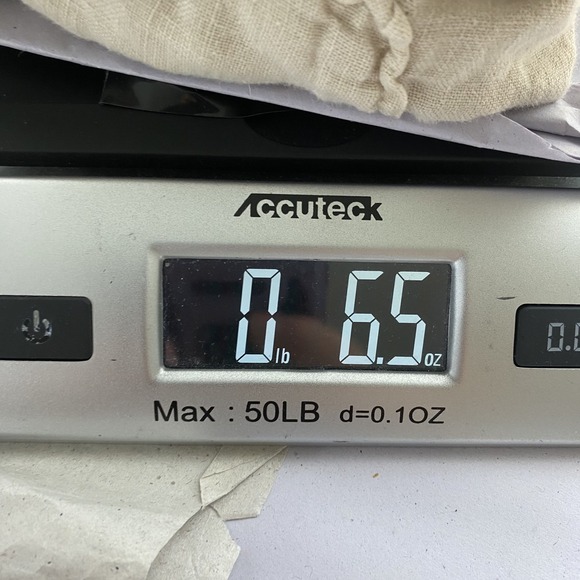 Accuteck
0 lb 6.5 oz
Max : 50LB d=0.1OZ